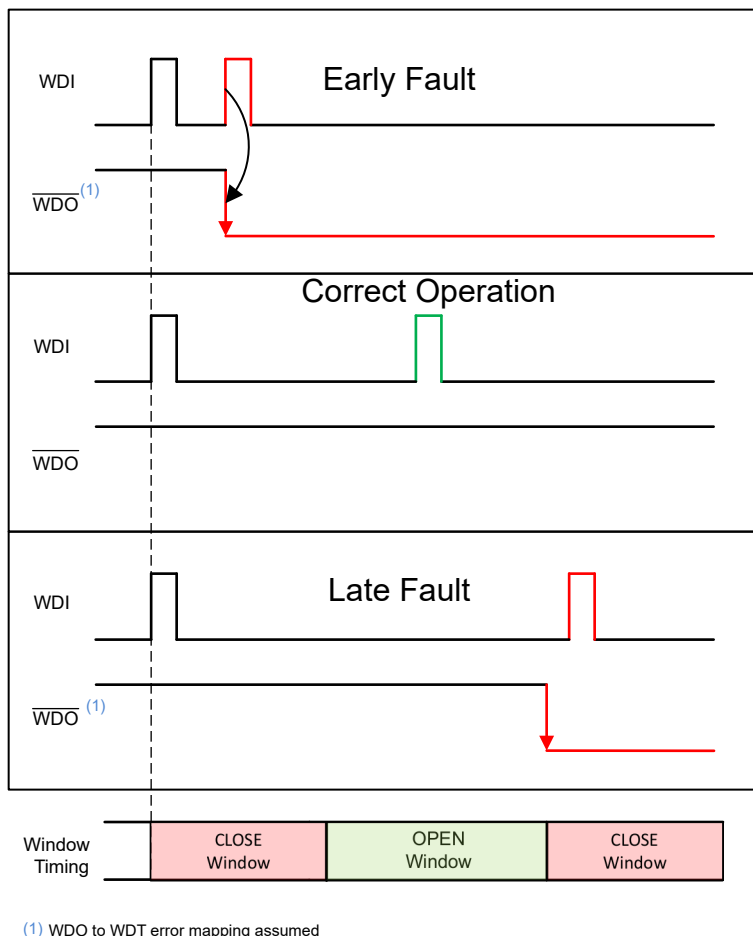 Early Fault
WDI
WDO (1)
Correct Operation
WDI
WDO
Late Fault
WDI
WDO (1)
Window
Timing
CLOSE
Window
OPEN
Window
CLOSE
Window
(1) WDO to WDT error mapping assumed